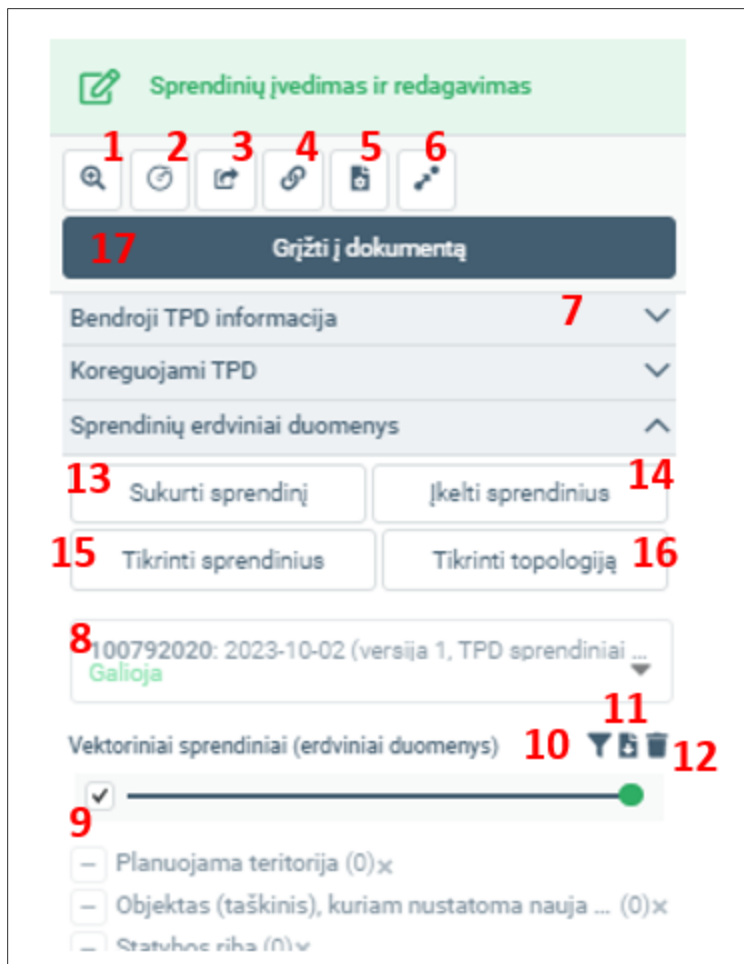 Sprendinių įvedimas ir redagavimas
1 2 3 4 5 6
17 Grįžti į dokumentą
Bendroji TPD informacija 7
Koreguojami TPD
Sprendinių erdviniai duomenys
13 Sukurti sprendinį Įkelti sprendinius 14
15 Tikrinti sprendinius Tikrinti topologiją 16
8 100792020: 2023-10-02 (versija 1, TPD sprendiniai ...
Galioja
11
Vektoriniai sprendiniai (erdviniai duomenys) 10 12
9
Planuojama teritorija (0)×
Objektas (taškinis), kuriam nustatoma nauja ... (0)×
Statybos riba (0)×